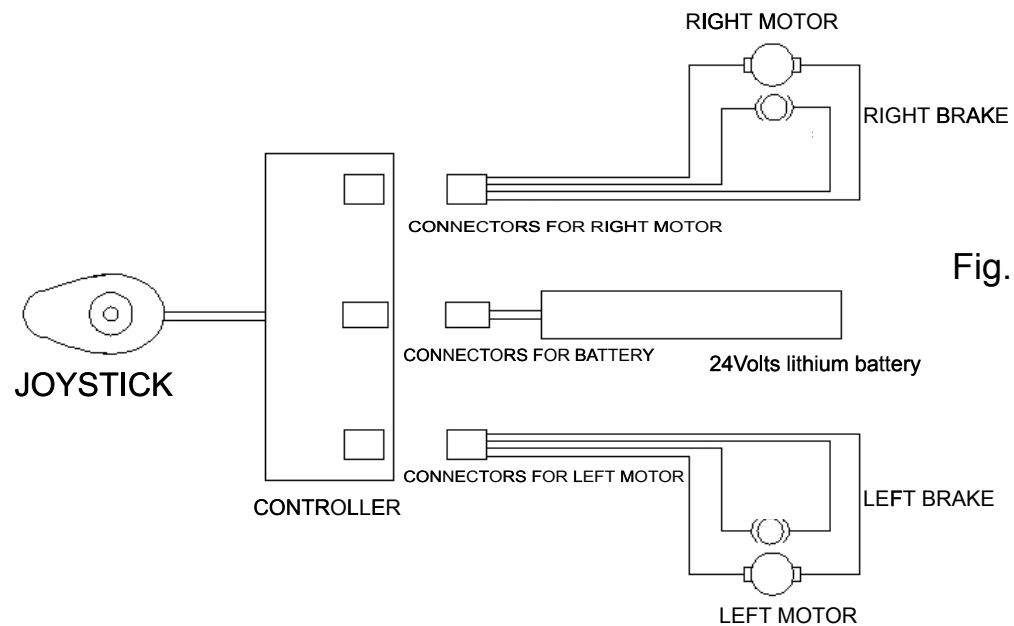 RIGHT MOTOR
RIGHT BRAKE
CONNECTORS FOR RIGHT MOTOR
Fig.
JOYSTICK
CONNECTORS FOR BATTERY
24Volts lithium battery
CONNECTORS FOR LEFT MOTOR
CONTROLLER
LEFT BRAKE
LEFT MOTOR